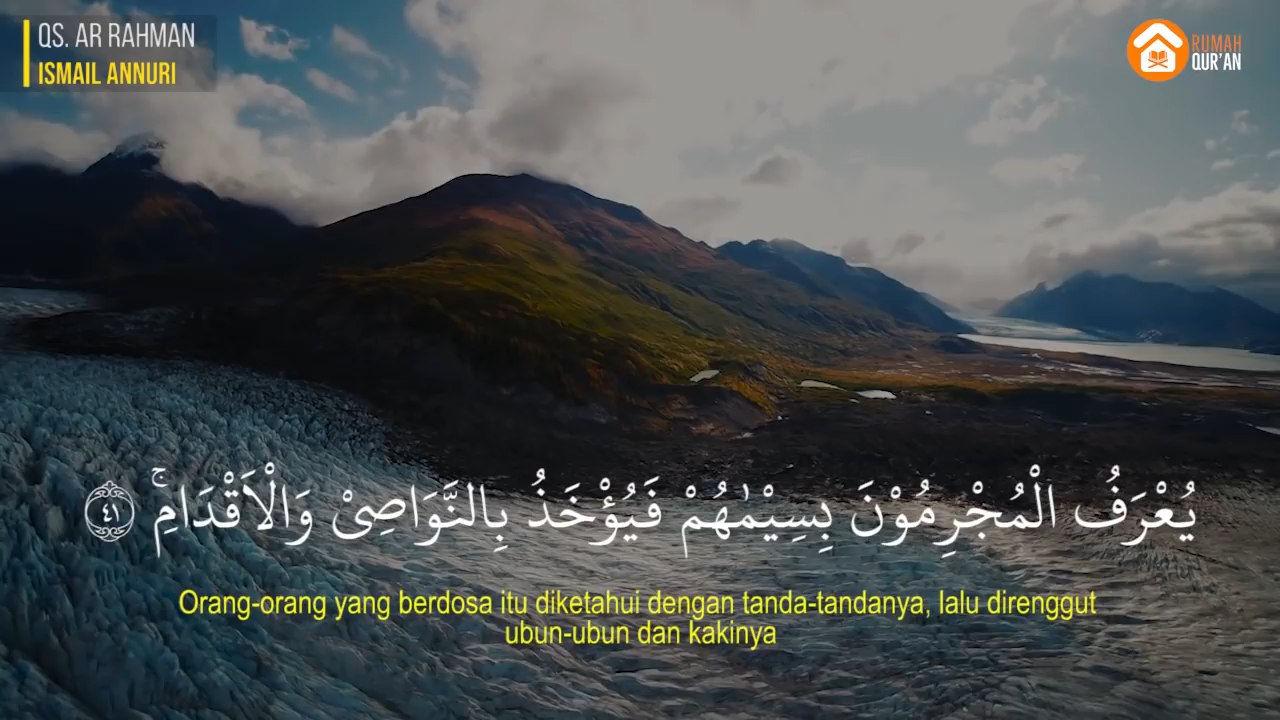 QS. AR RAHMAN
ISMAIL ANNURI
RUMAH
QUR'AN
يُعْرَفُ الْمُجْرِمُوْنَ بِسِيْمٰهُمْ فَيُؤْخَذُ بِالنَّوَاصِيْ وَالْاَقْدَامِۚ ٤١
Orang-orang yang berdosa itu diketahui dengan tanda-tandanya, lalu direnggut
ubun-ubun dan kakinya